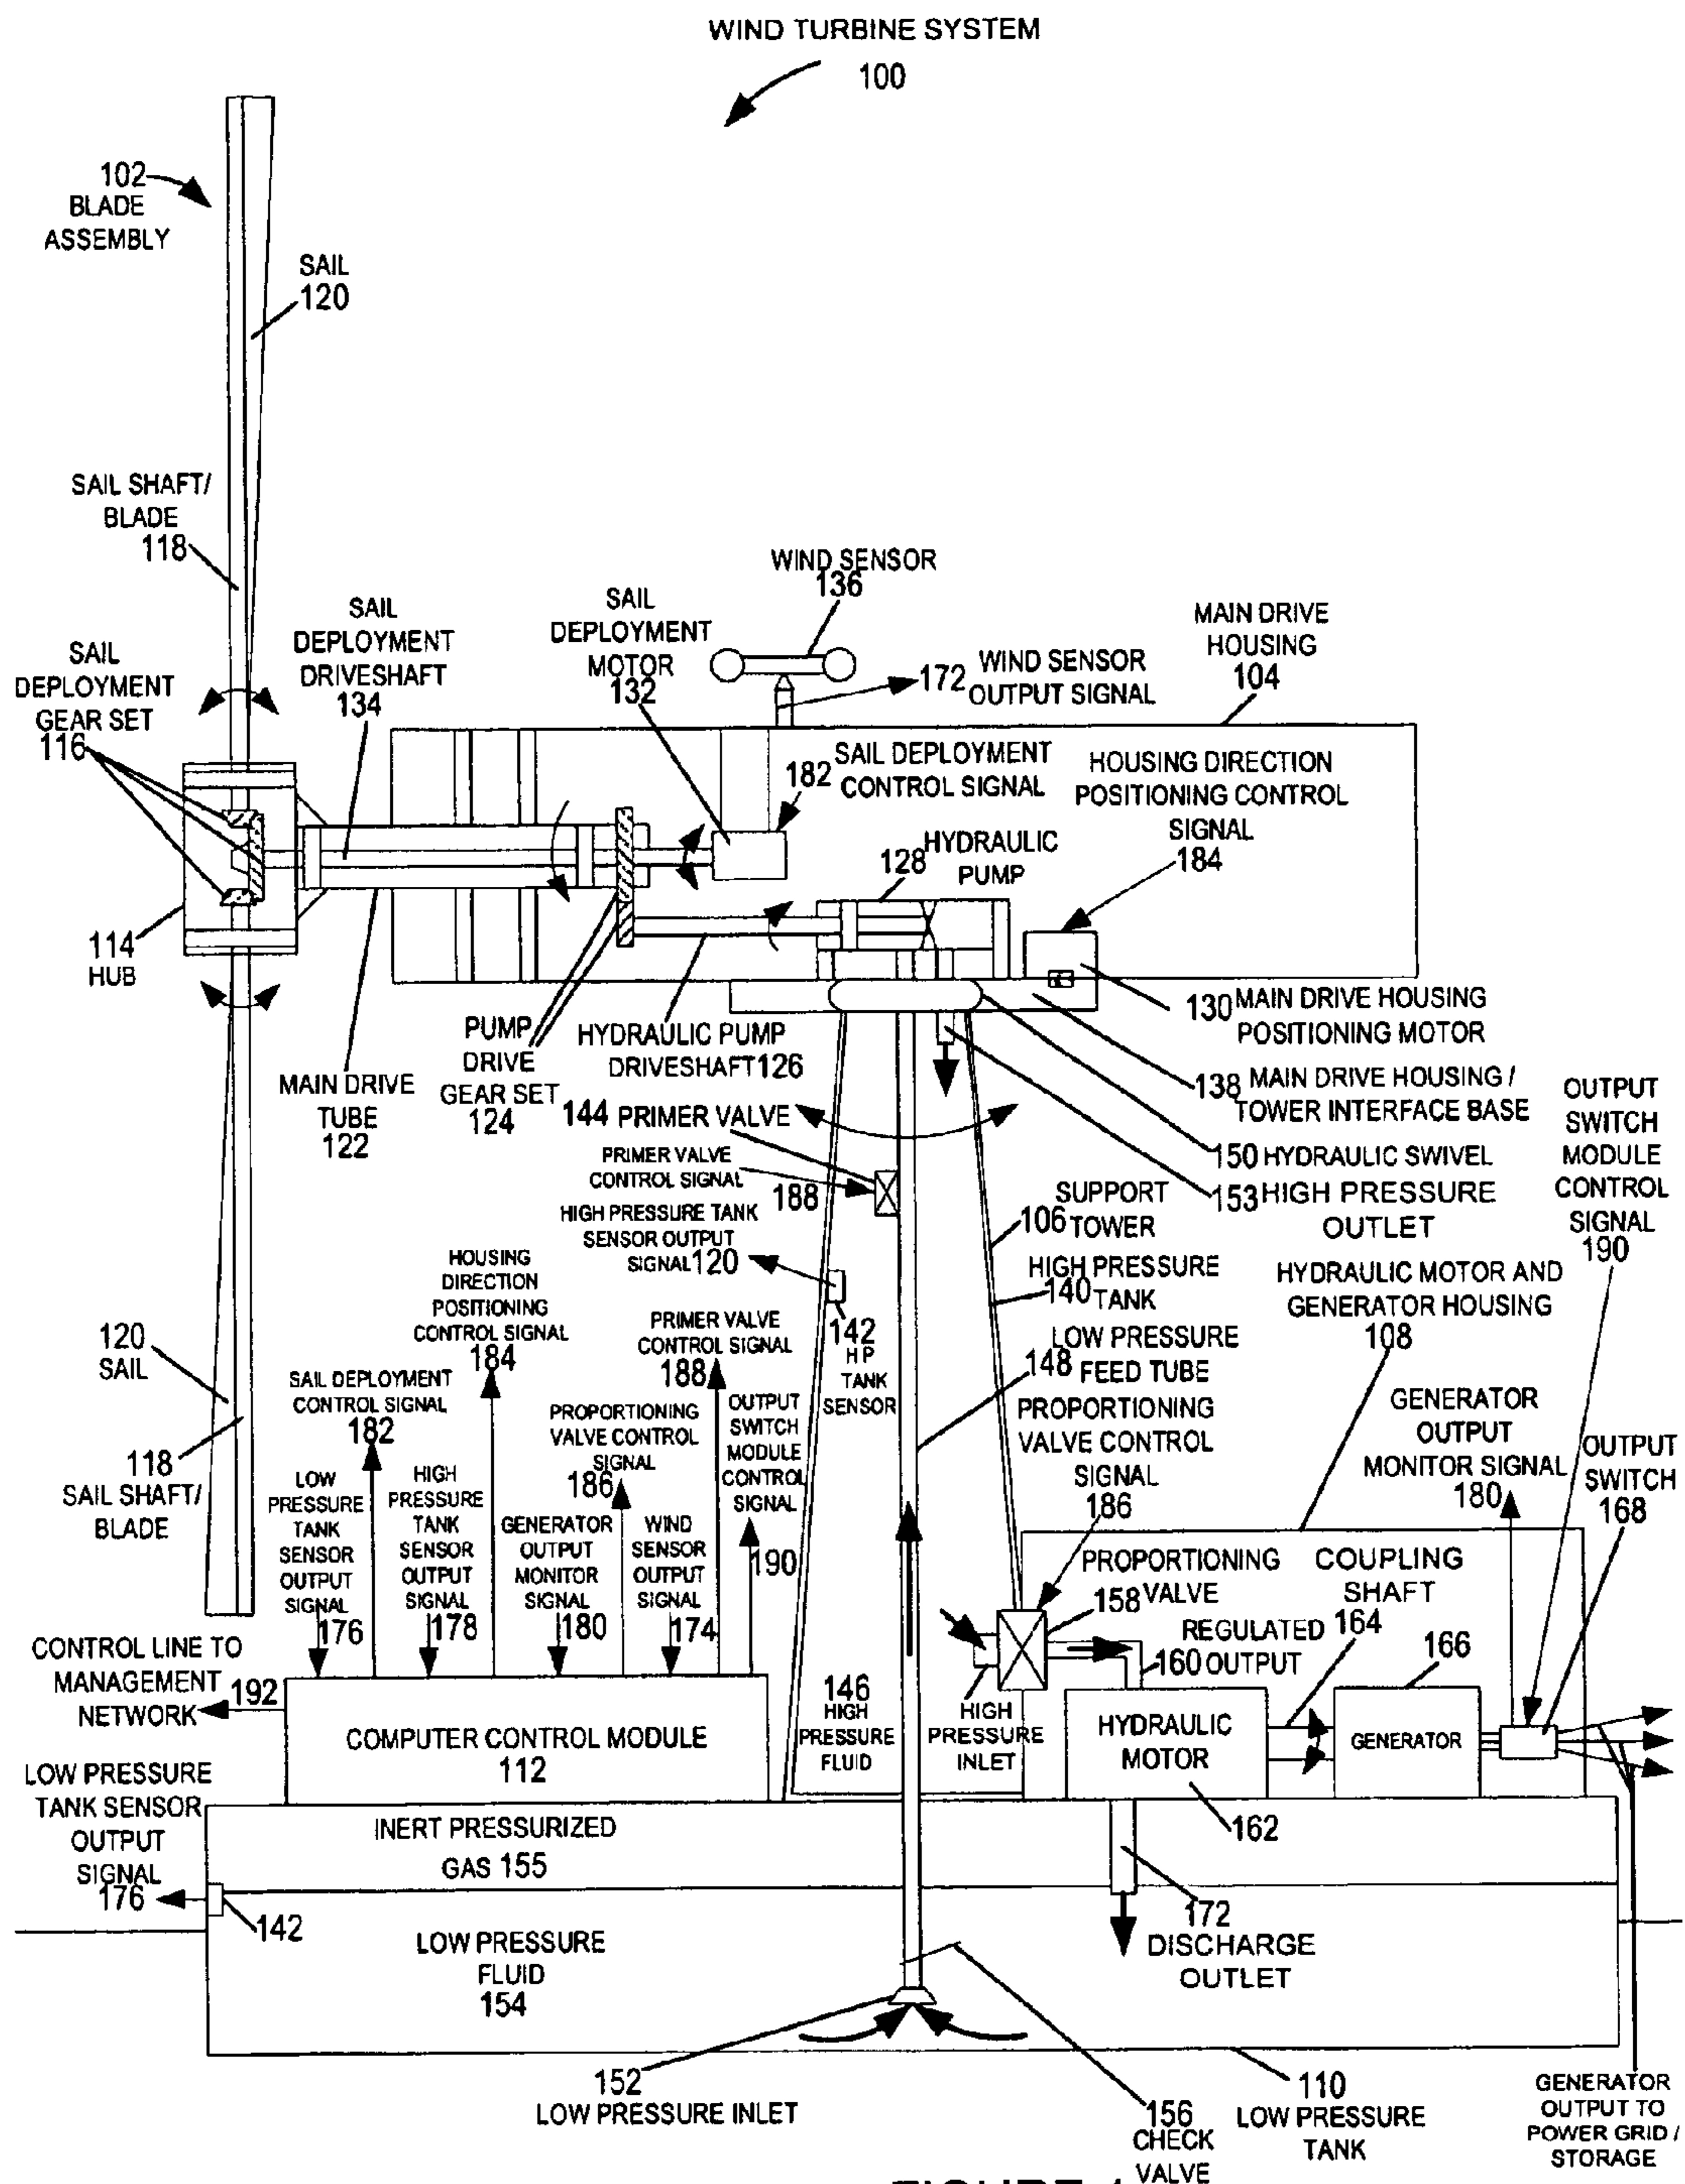 WIND TURBINE SYSTEM
100
102
BLADE
ASSEMBLY
SAIL
120
SAIL SHAFT/
BLADE
118
WIND SENSOR
136
SAIL
DEPLOYMENT
MOTOR
132
SAIL
DEPLOYMENT
DRIVESHAFT
134
SAIL
DEPLOYMENT
GEAR SET
116
MAIN DRIVE
HOUSING
104
172 WIND SENSOR
OUTPUT SIGNAL
182 SAIL DEPLOYMENT
CONTROL SIGNAL
HOUSING DIRECTION
POSITIONING CONTROL
SIGNAL
184
128 HYDRAULIC
PUMP
114
HUB
130 MAIN DRIVE HOUSING
POSITIONING MOTOR
PUMP
DRIVE
GEAR SET
124
HYDRAULIC PUMP
DRIVESHAFT 126
MAIN DRIVE
TUBE
122
138 MAIN DRIVE HOUSING /
TOWER INTERFACE BASE
OUTPUT
SWITCH
MODULE
CONTROL
SIGNAL
190
144 PRIMER VALVE
PRIMER VALVE
CONTROL SIGNAL
188
150 HYDRAULIC SWIVEL
153 HIGH PRESSURE
OUTLET
SUPPORT
106 TOWER
HIGH PRESSURE TANK
SENSOR OUTPUT
SIGNAL 120
HIGH PRESSURE
140 TANK
HYDRAULIC MOTOR AND
GENERATOR HOUSING
108
HOUSING
DIRECTION
POSITIONING
CONTROL SIGNAL
184
PRIMER VALVE
CONTROL SIGNAL
188
142
HP
TANK
SENSOR
LOW PRESSURE
148 FEED TUBE
120
SAIL
SAIL DEPLOYMENT
CONTROL SIGNAL
182
PROPORTIONING
VALVE CONTROL
SIGNAL
186
OUTPUT
SWITCH
MODULE
CONTROL
SIGNAL
190
PROPORTIONING
VALVE CONTROL
SIGNAL
186
GENERATOR
OUTPUT
MONITOR SIGNAL
180
OUTPUT
SWITCH
168
118
SAIL SHAFT/
BLADE
LOW
PRESSURE
TANK
SENSOR
OUTPUT
SIGNAL
176
HIGH
PRESSURE
TANK
SENSOR
OUTPUT
SIGNAL
178
GENERATOR
OUTPUT
MONITOR
SIGNAL
180
WIND
SENSOR
OUTPUT
SIGNAL
174
PROPORTIONING
VALVE
158
COUPLING
SHAFT
164
REGULATED
160 OUTPUT
166
CONTROL LINE TO
MANAGEMENT
NETWORK
192
COMPUTER CONTROL MODULE
112
146
HIGH
PRESSURE
FLUID
HIGH
PRESSURE
INLET
HYDRAULIC
MOTOR
162
GENERATOR
LOW PRESSURE
TANK SENSOR
OUTPUT
SIGNAL
176
INERT PRESSURIZED
GAS 155
142
172
DISCHARGE
OUTLET
LOW PRESSURE
FLUID
154
152
LOW PRESSURE INLET
156
CHECK
VALVE
110
LOW PRESSURE
TANK
GENERATOR
OUTPUT TO
POWER GRID /
STORAGE